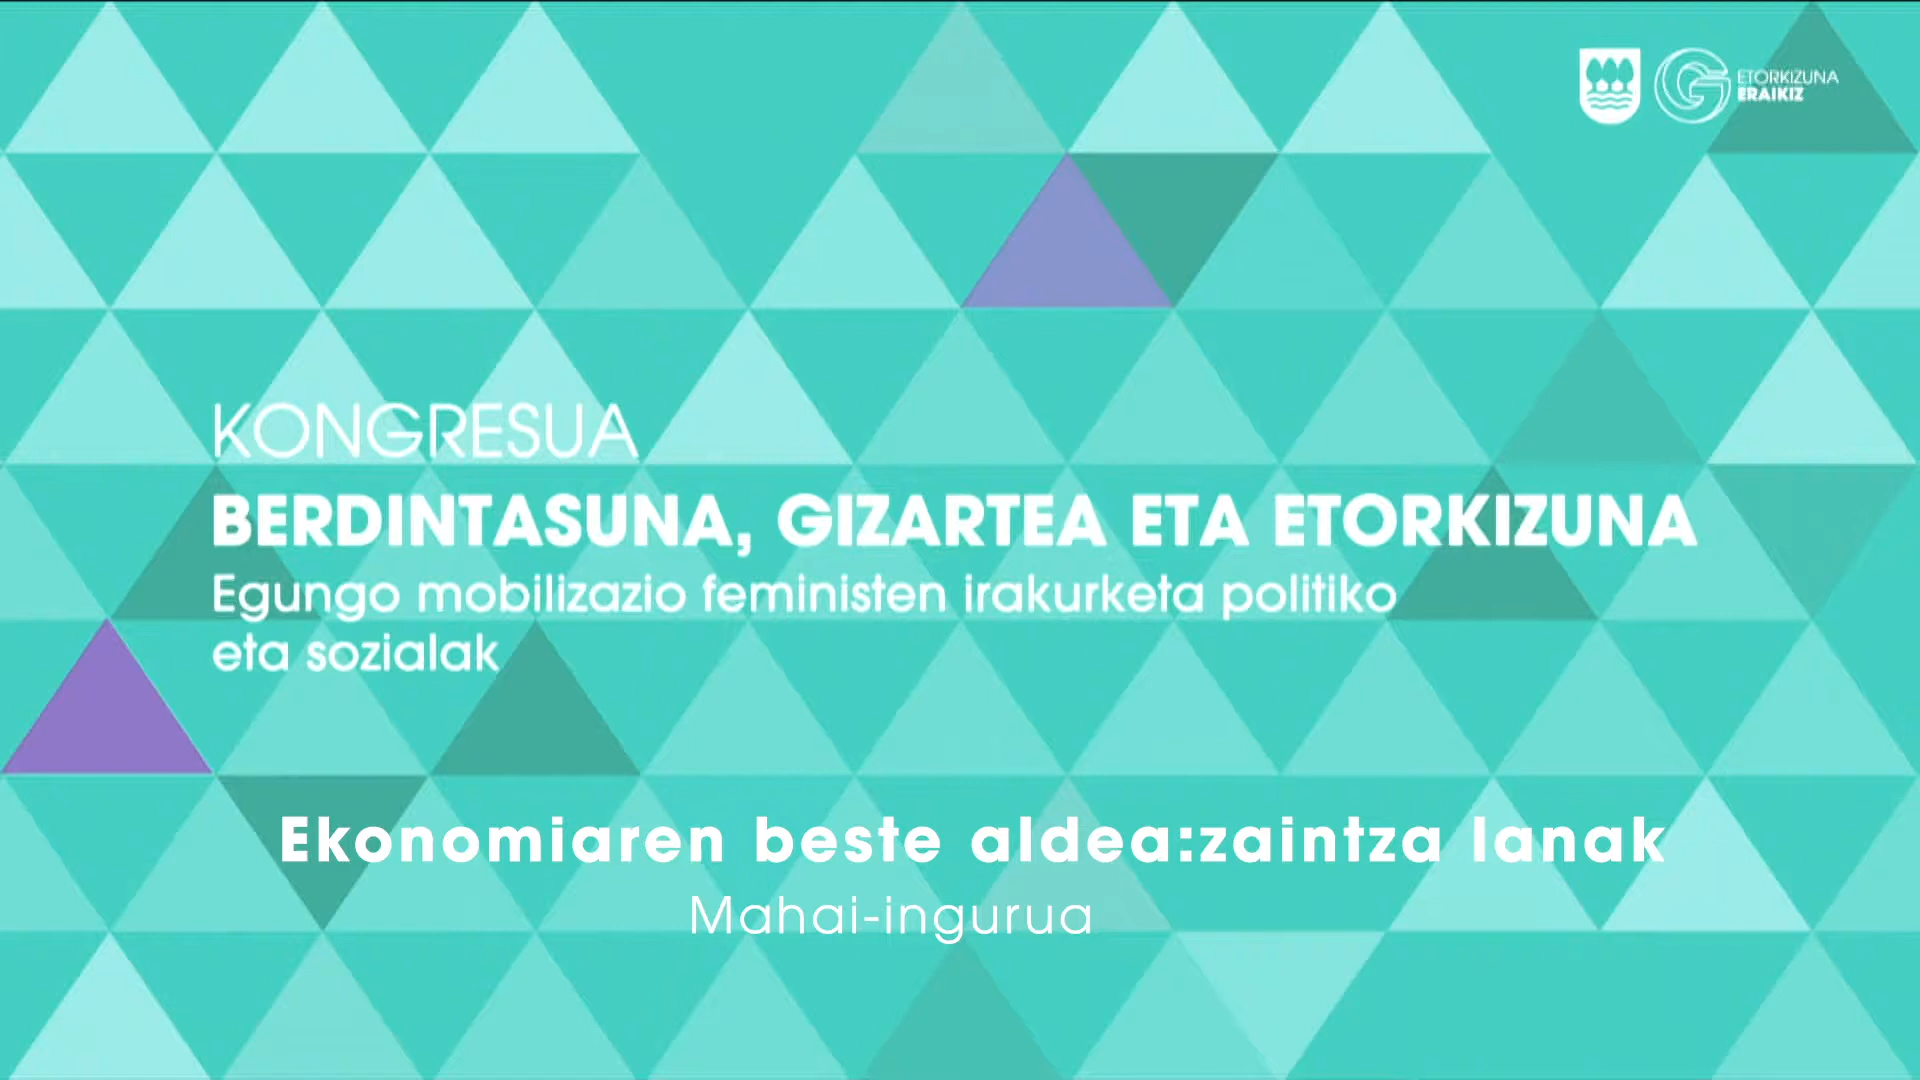 ETORKIZUNA
ERAIKIZ
KONGRESUA
BERDINTASUNA, GIZARTEA ETA ETORKIZUNA
Egungo mobilizazio feministen irakurketa politiko
eta sozialak
Ekonomiaren beste aldea:zaintza lanak
Mahai-ingurua